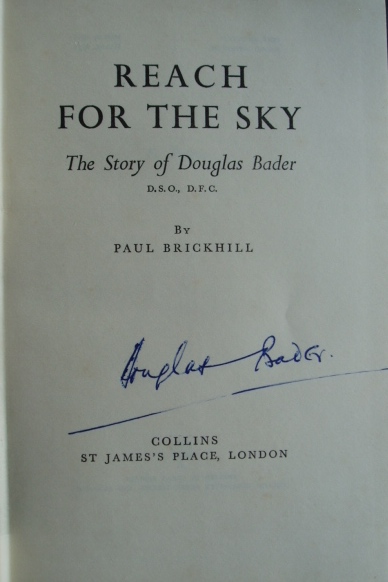 REACH
FOR THE SKY
The Story of Douglas Bader
D.S.O., D.F.C.
By
PAUL BRICKHILL
Douglas Bader.
COLLINS
ST JAMES'S PLACE, LONDON